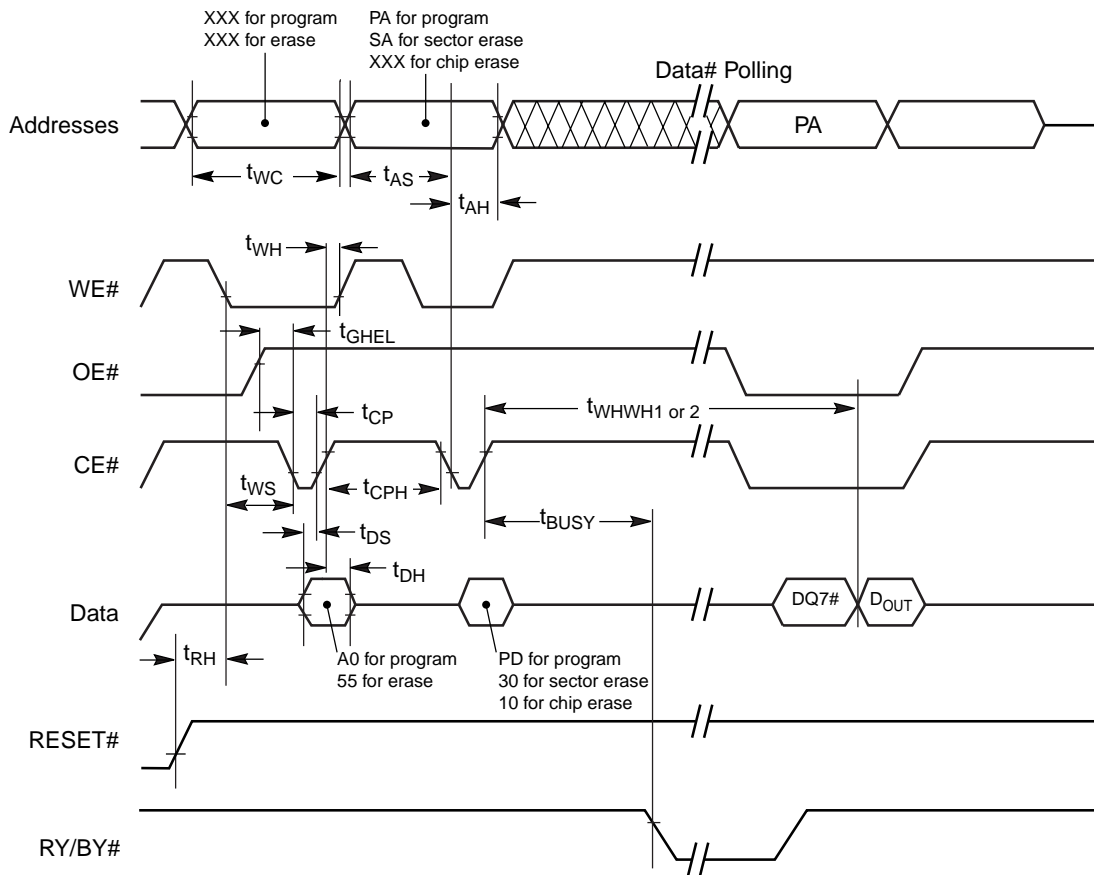 XXX for program
XXX for erase
PA for program
SA for sector erase
XXX for chip erase
Data# Polling
Addresses
PA
tWC
tAS
tAH
tWH
WE#
tGHEL
OE#
tWHWH1 or 2
tCP
CE#
tWS
tCPH
tBUSY
tDS
tDH
Data
DQ7#
DOUT
tRH
A0 for program
55 for erase
PD for program
30 for sector erase
10 for chip erase
RESET#
RY/BY#